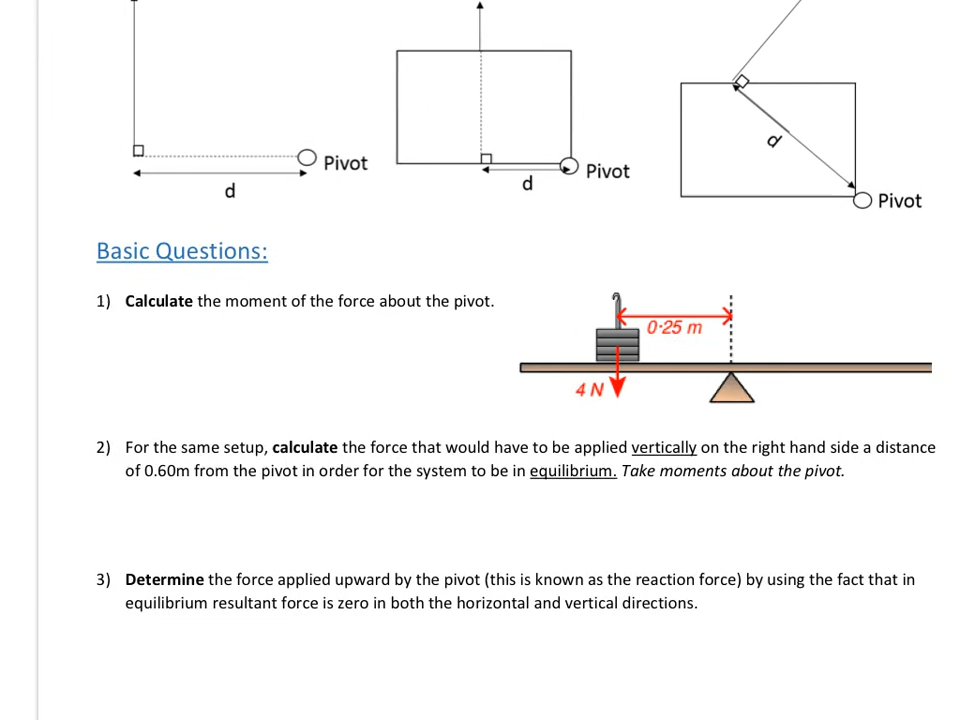 Pivot
d
Pivot
d
d
Pivot
Basic Questions:
1) Calculate the moment of the force about the pivot.
0·25 m
4 N
2) For the same setup, calculate the force that would have to be applied vertically on the right hand side a distance
of 0.60m from the pivot in order for the system to be in equilibrium. Take moments about the pivot.
3) Determine the force applied upward by the pivot (this is known as the reaction force) by using the fact that in
equilibrium resultant force is zero in both the horizontal and vertical directions.